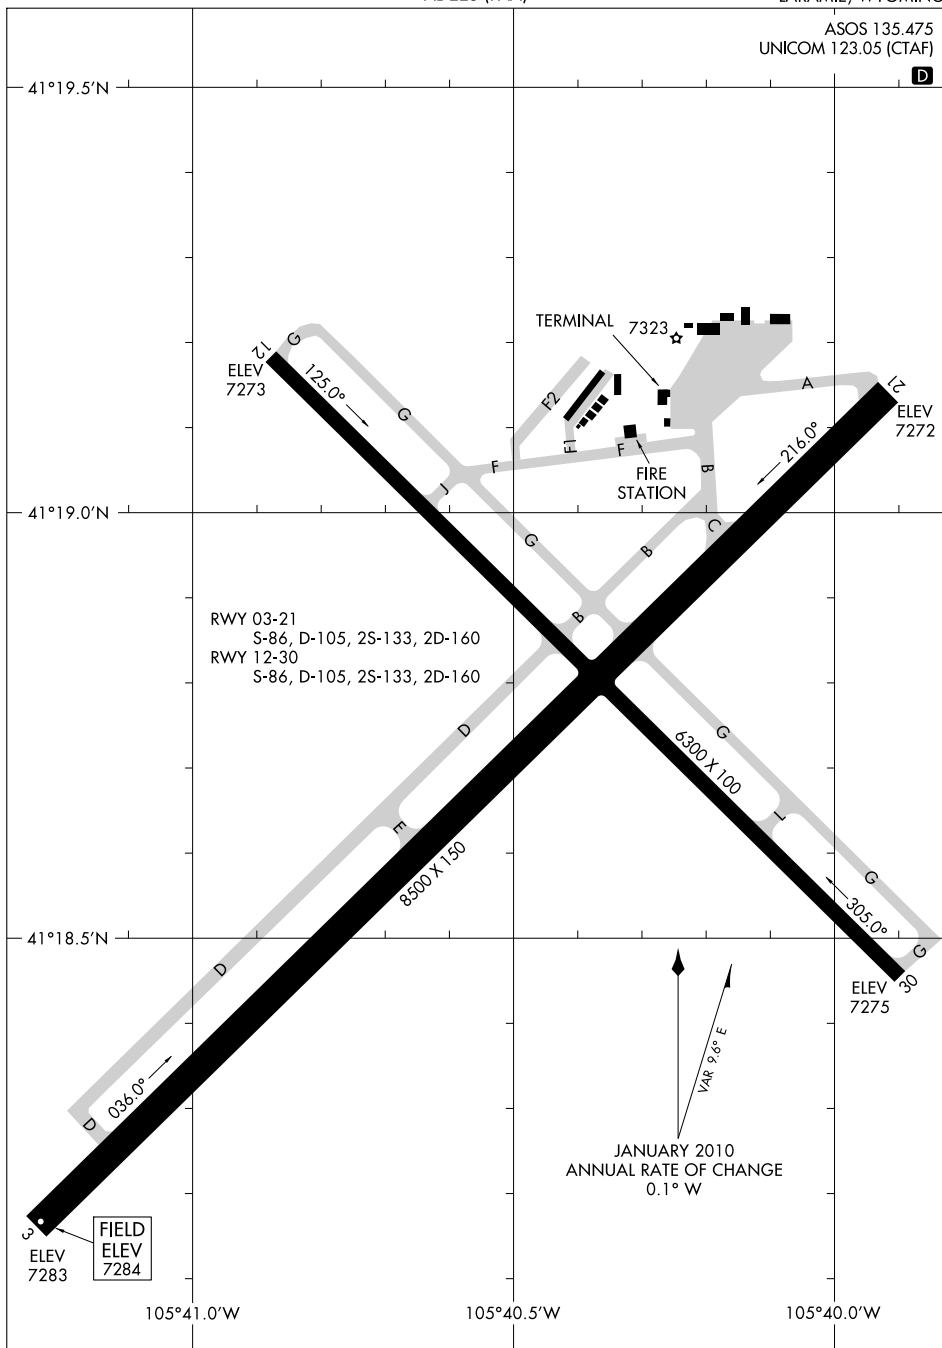 ASOS 135.475
UNICOM 123.05 (CTAF)
D
41°19.5'N
TERMINAL
7323
G
12
ELEV
7273
125.0°
G
F2
A
21
ELEV
7272
216.0°
F1
F
F
FIRE
STATION
B
J
41°19.0'N
C
G
B
RWY 03-21
S-86, D-105, 2S-133, 2D-160
RWY 12-30
S-86, D-105, 2S-133, 2D-160
B
D
G
6300 X 100
E
I
8500 X 150
G
305.0°
41°18.5'N
G
D
ELEV
7275
30
VAR 9.6° E
036.0°
D
JANUARY 2010
ANNUAL RATE OF CHANGE
0.1° W
3
ELEV
7283
FIELD
ELEV
7284
105°41.0'W
105°40.5'W
105°40.0'W